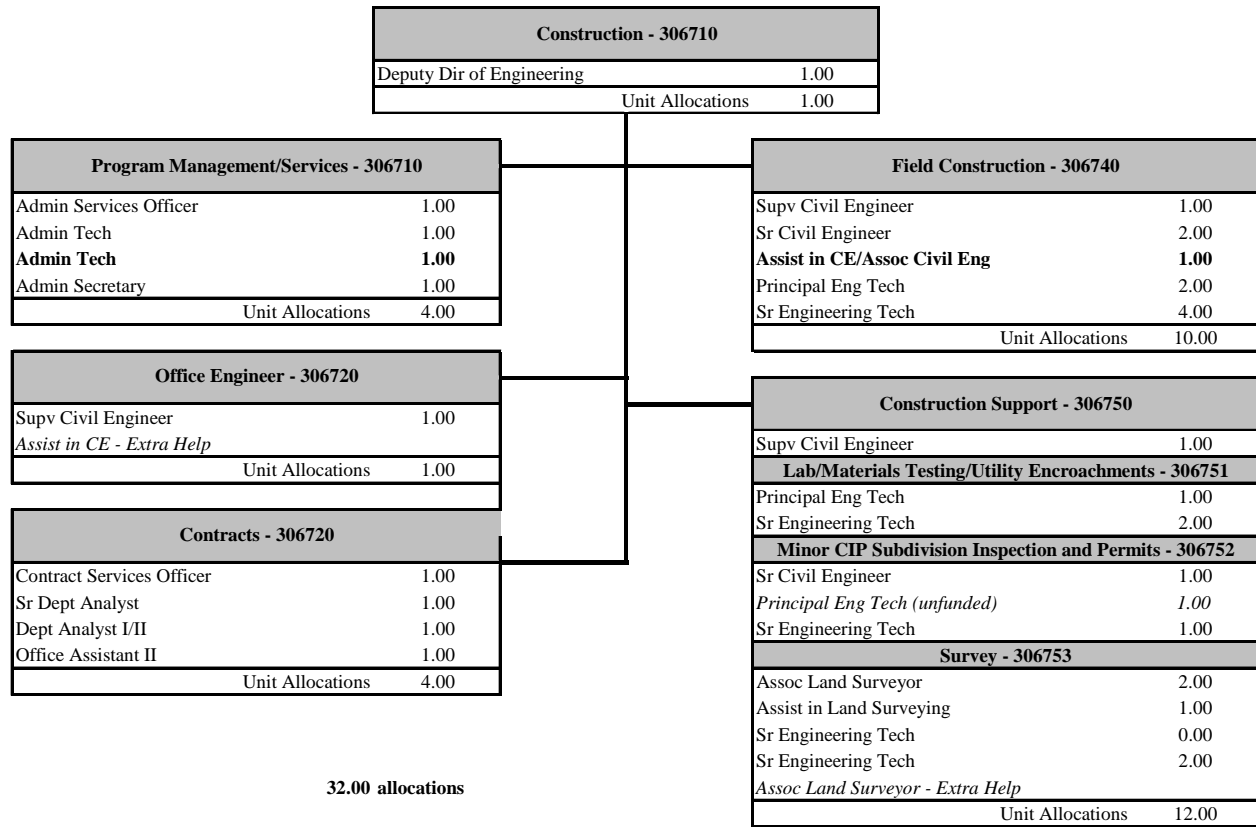 Construction - 306710
Deputy Dir of Engineering 1.00
Unit Allocations 1.00
Program Management/Services - 306710
Admin Services Officer 1.00
Admin Tech 1.00
Admin Tech 1.00
Admin Secretary 1.00
Unit Allocations 4.00
Office Engineer - 306720
Supv Civil Engineer 1.00
Assist in CE - Extra Help
Unit Allocations 1.00
Contracts - 306720
Contract Services Officer 1.00
Sr Dept Analyst 1.00
Dept Analyst I/II 1.00
Office Assistant II 1.00
Unit Allocations 4.00
32.00 allocations
Field Construction - 306740
Supv Civil Engineer 1.00
Sr Civil Engineer 2.00
Assist in CE/Assoc Civil Eng 1.00
Principal Eng Tech 2.00
Sr Engineering Tech 4.00
Unit Allocations 10.00
Construction Support - 306750
Supv Civil Engineer 1.00
Lab/Materials Testing/Utility Encroachments - 306751
Principal Eng Tech 1.00
Sr Engineering Tech 2.00
Minor CIP Subdivision Inspection and Permits - 306752
Sr Civil Engineer 1.00
Principal Eng Tech (unfunded) 1.00
Sr Engineering Tech 1.00
Survey - 306753
Assoc Land Surveyor 2.00
Assist in Land Surveying 1.00
Sr Engineering Tech 0.00
Sr Engineering Tech 2.00
Assoc Land Surveyor - Extra Help
Unit Allocations 12.00